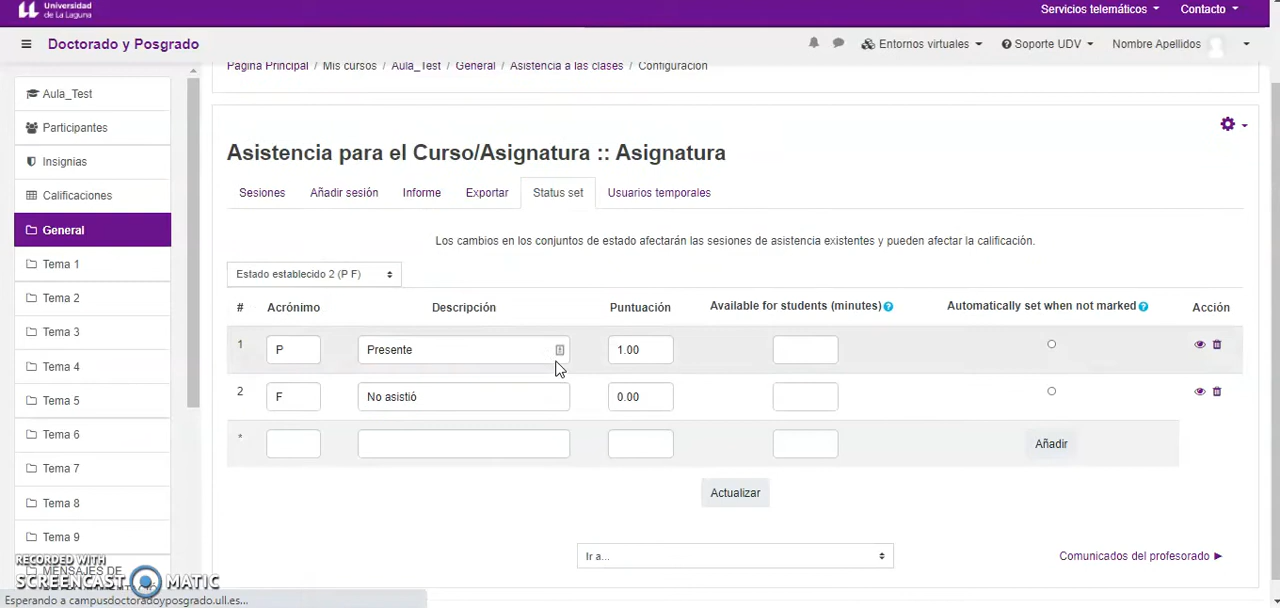 Universidad
de La Laguna
Servicios telemáticos
Contacto
Doctorado y Posgrado
Entornos virtuales
Soporte UDV
Nombre Apellidos
Página Principal / Mis cursos / Aula_Test / General / Asistencia a las clases / Configuración
Aula_Test
Participantes
Insignias
Calificaciones
General
Tema 1
Tema 2
Tema 3
Tema 4
Tema 5
Tema 6
Tema 7
Tema 8
Tema 9
MENSAJES DE
Asistencia para el Curso/Asignatura :: Asignatura
Sesiones Añadir sesión Informe Exportar Status set Usuarios temporales
Los cambios en los conjuntos de estado afectarán las sesiones de asistencia existentes y pueden afectar la calificación.
Estado establecido 2 (P F)
# Acrónimo Descripción Puntuación Available for students (minutes) Automatically set when not marked Acción
1 P Presente 1.00
2 F No asistió 0.00
* Añadir
Actualizar
Ir a...
Comunicados del profesorado ▶
RECORDED WITH
SCREENCAST MATIC
Esperando a campusdoctoradoyposgrado.ull.es...